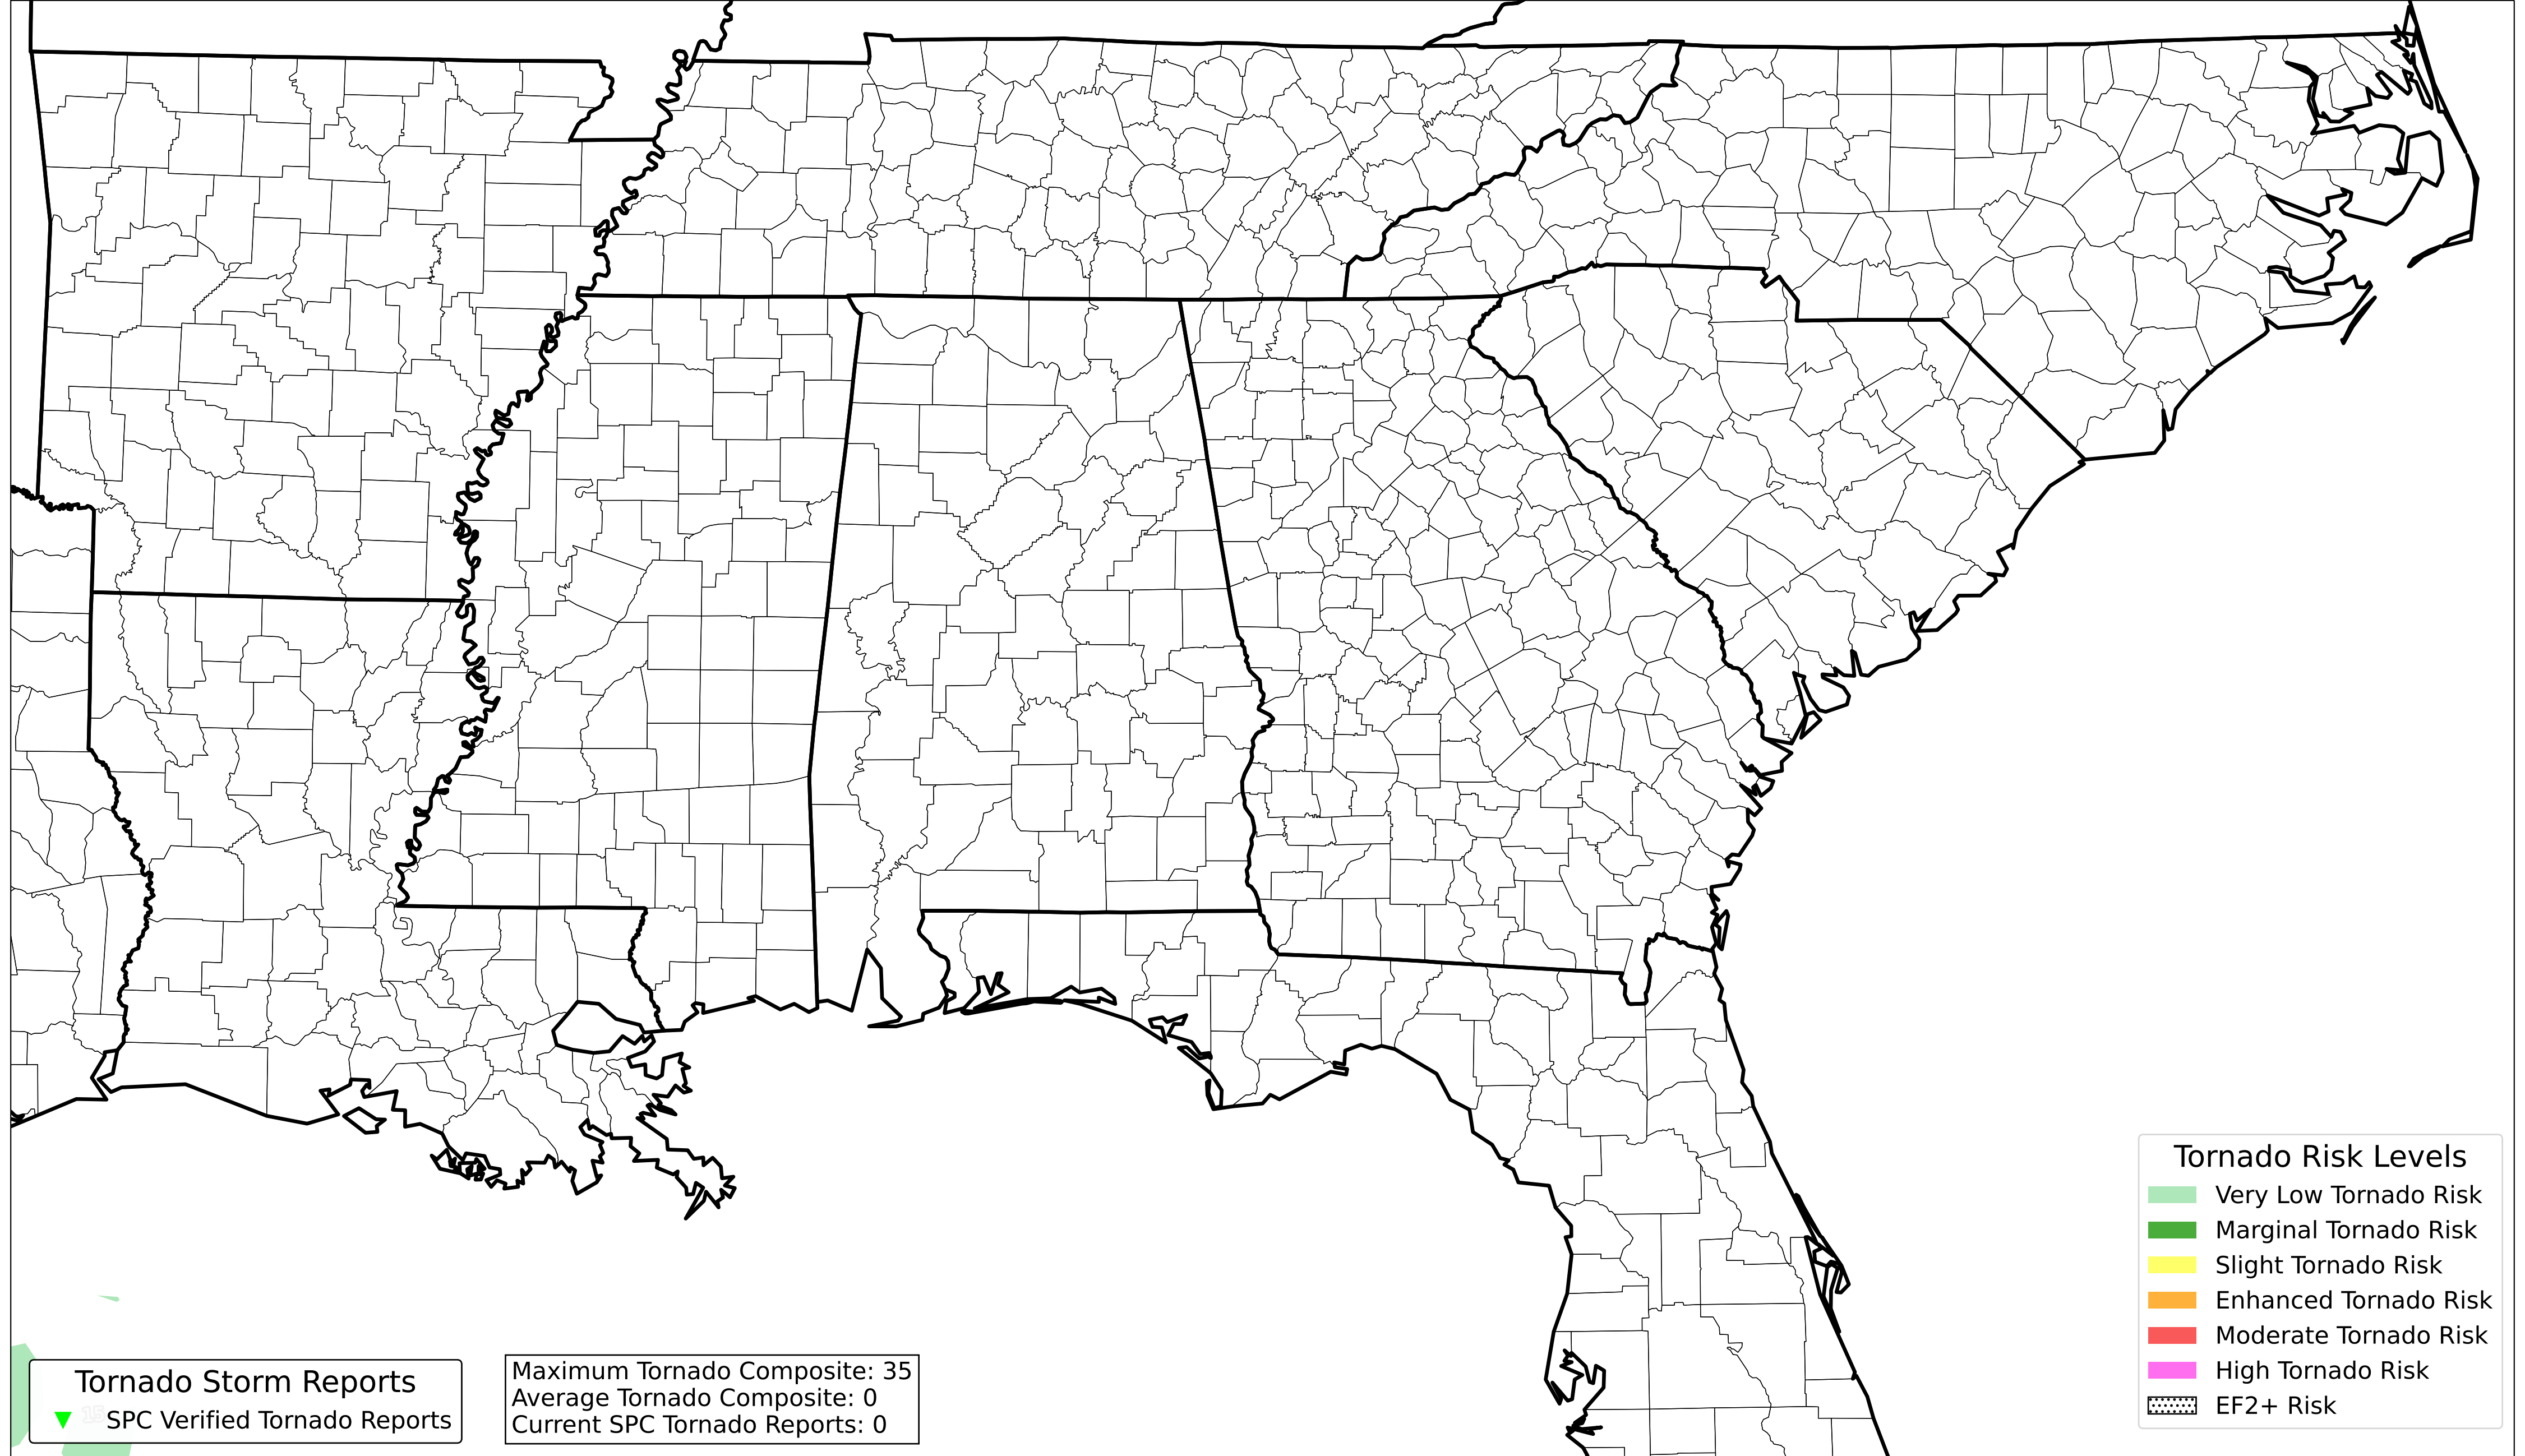 Tornado Risk Levels
Very Low Tornado Risk
Marginal Tornado Risk
Slight Tornado Risk
Enhanced Tornado Risk
Moderate Tornado Risk
High Tornado Risk
EF2+ Risk
Tornado Storm Reports
SPC Verified Tornado Reports
Maximum Tornado Composite: 35
Average Tornado Composite: 0
Current SPC Tornado Reports: 0